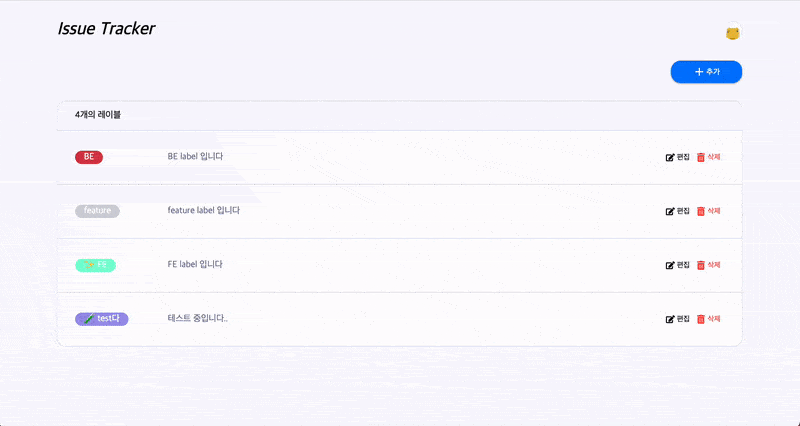 Issue Tracker
+ 추가
4개의 레이블
BE BE label 입니다 편집 삭제
feature feature label 입니다 편집 삭제
FE FE label 입니다 편집 삭제
test다 테스트 중입니다.. 편집 삭제